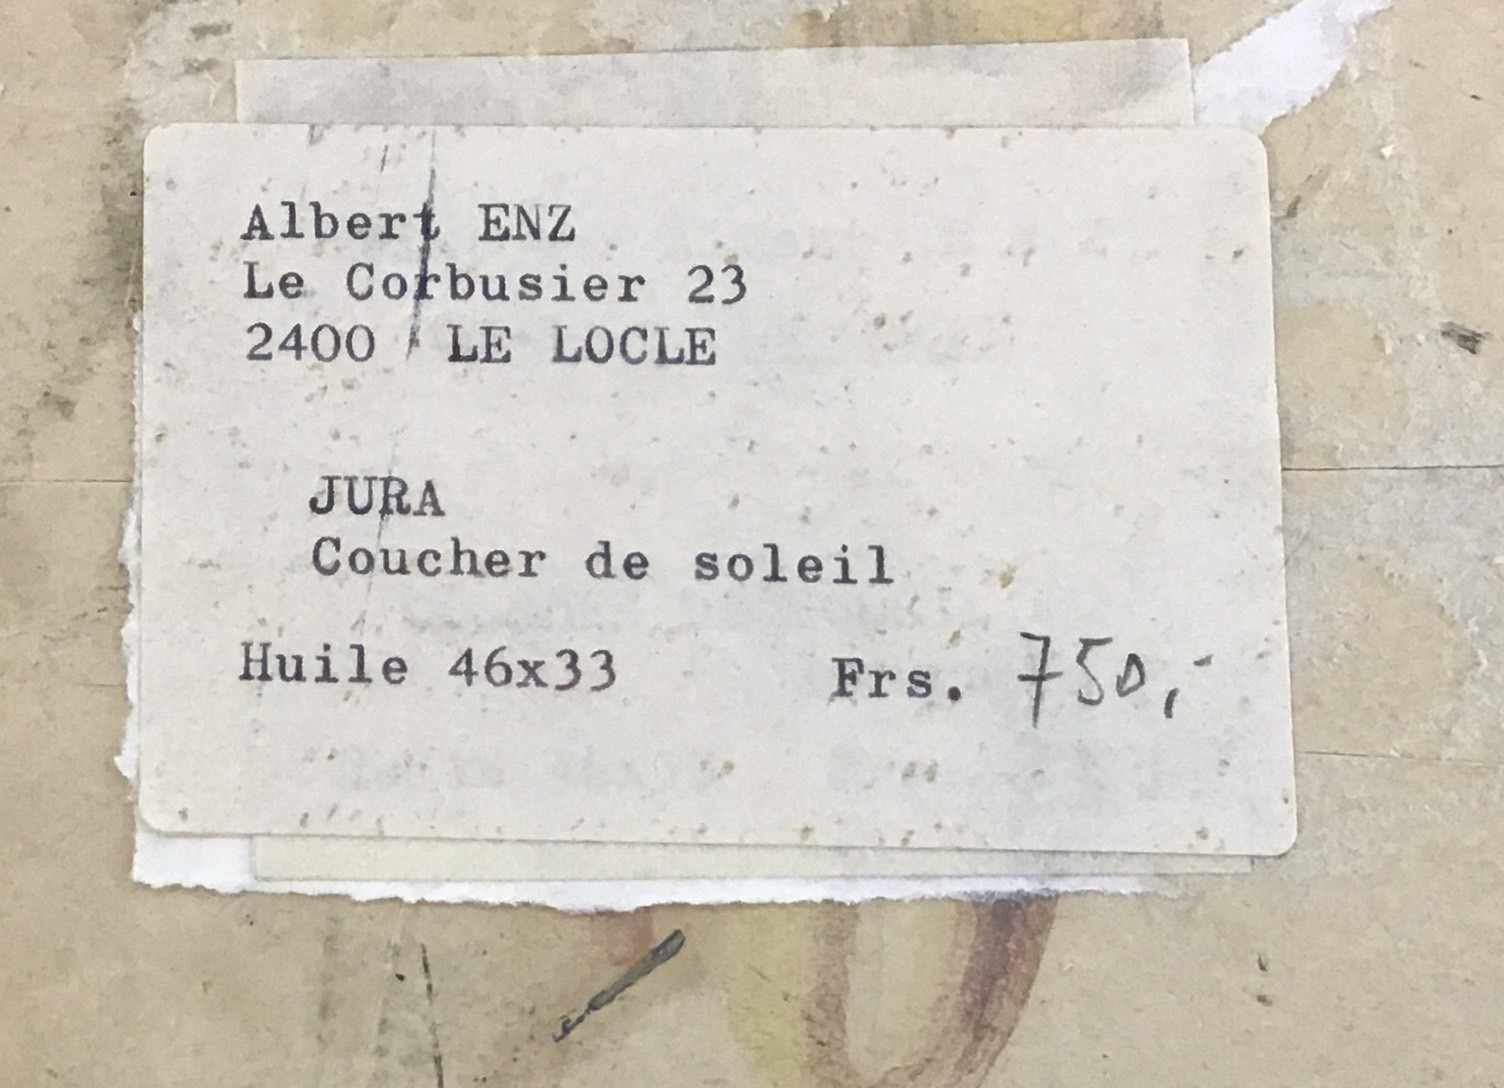 Albert ENZ
Le Corbusier 23
2400 LE LOCLE
JURA
Coucher de soleil
Huile 46x33 Frs. 750,-